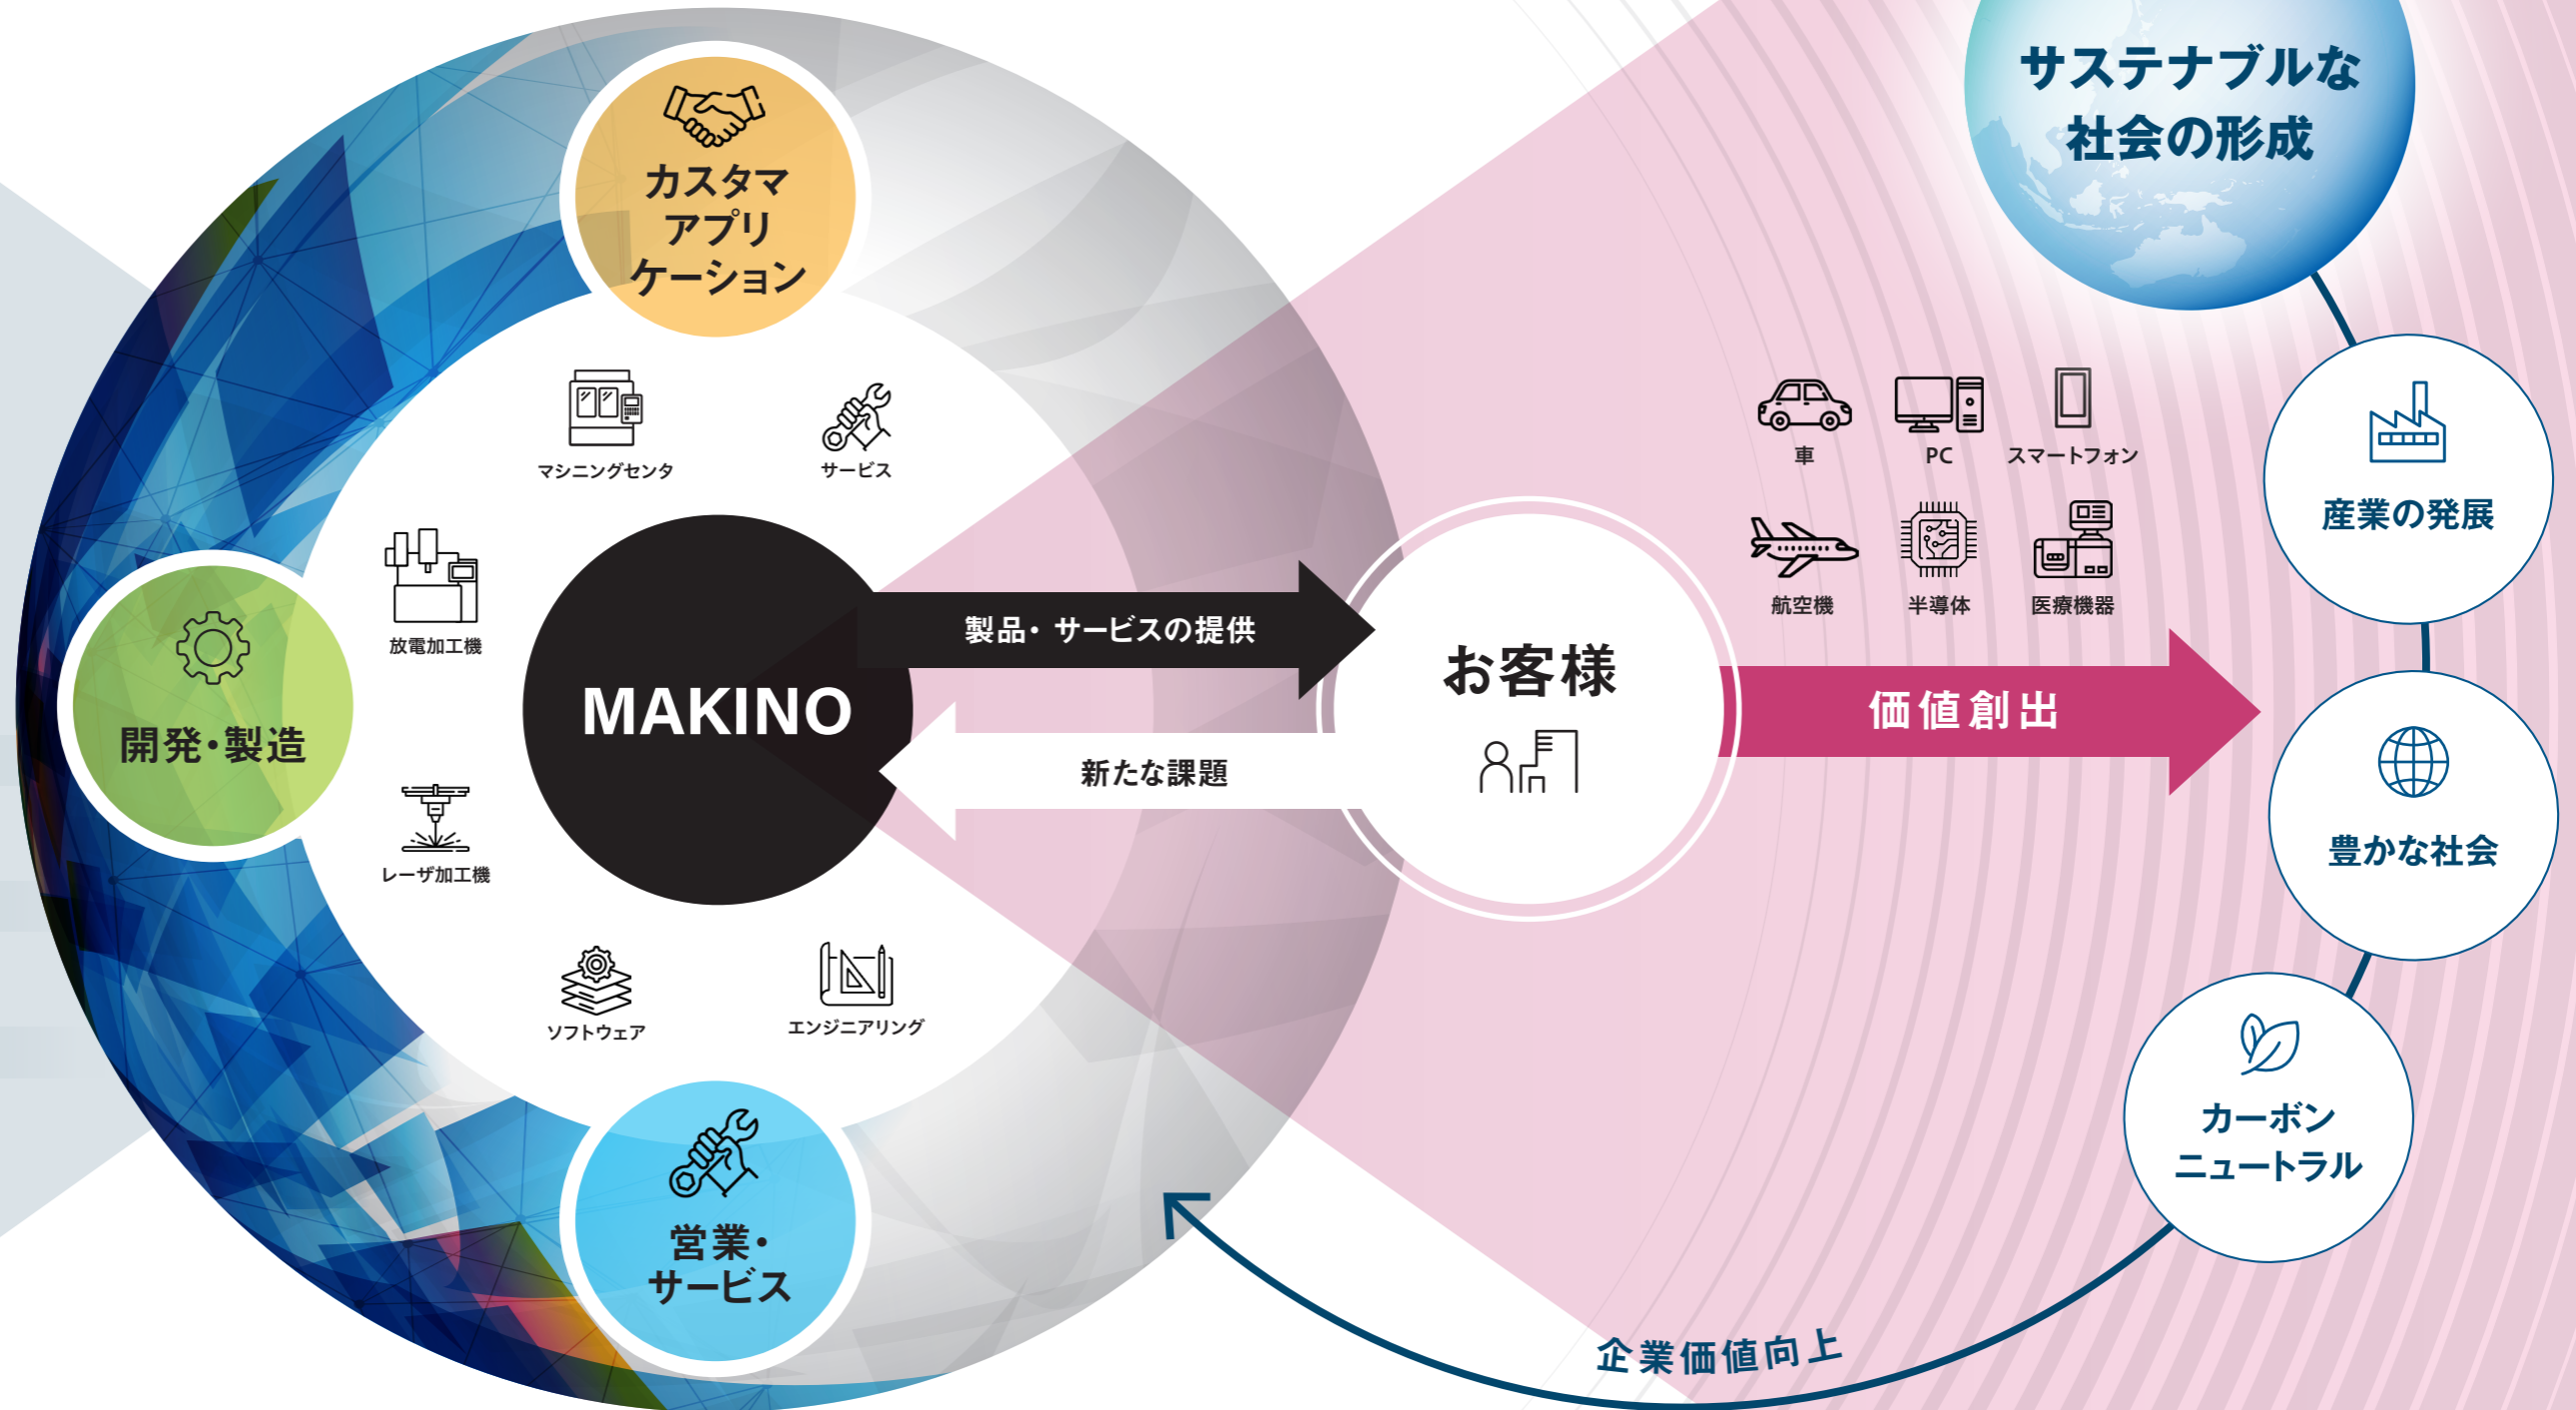 カスタマ
アプリ
ケーション
マシニングセンタ
サービス
放電加工機
開発・製造
レーザ加工機
MAKINO
ソフトウェア
エンジニアリング
営業・
サービス
製品・サービスの提供
新たな課題
お客様
車
PC
スマートフォン
航空機
半導体
医療機器
価値創出
サステナブルな
社会の形成
産業の発展
豊かな社会
カーボン
ニュートラル
企業価値向上